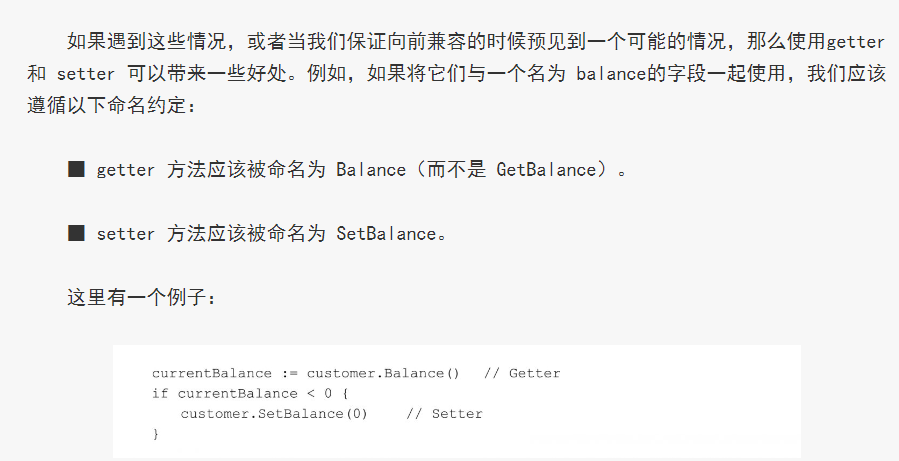 如果遇到这些情况，或者当我们保证向前兼容的时候预见到一个可能的情况，那么使用getter
和 setter 可以带来一些好处。例如，如果将它们与一个名为 balance的字段一起使用，我们应该
遵循以下命名约定：
■ getter 方法应该被命名为 Balance（而不是 GetBalance）。
■ setter 方法应该被命名为 SetBalance。
这里有一个例子：
currentBalance := customer.Balance() // Getter
if currentBalance < 0 {
customer.SetBalance(0) // Setter
}